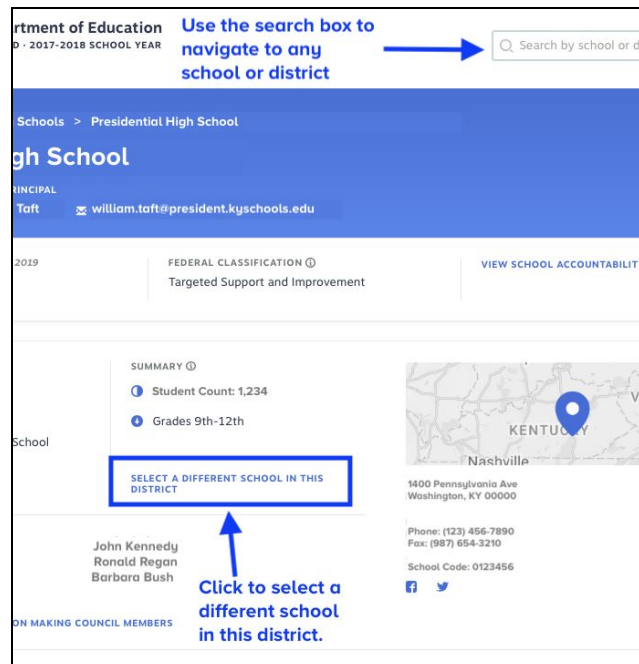 rtment of Education
D · 2017-2018 SCHOOL YEAR
Use the search box to
navigate to any
school or district
Search by school or d
Schools > Presidential High School
gh School
RINCIPAL
Taft
william.taft@president.kyschools.edu
2019
FEDERAL CLASSIFICATION
Targeted Support and Improvement
VIEW SCHOOL ACCOUNTABILIT
SUMMARY
Student Count: 1,234
Grades 9th-12th
School
SELECT A DIFFERENT SCHOOL IN THIS
DISTRICT
KENTUCKY
V
Nashville
1400 Pennsylvania Ave
Washington, KY 00000
Phone: (123) 456-7890
Fax: (987) 654-3210
School Code: 0123456
John Kennedy
Ronald Regan
Barbara Bush
Click to select a
different school
in this district.
ON MAKING COUNCIL MEMBERS